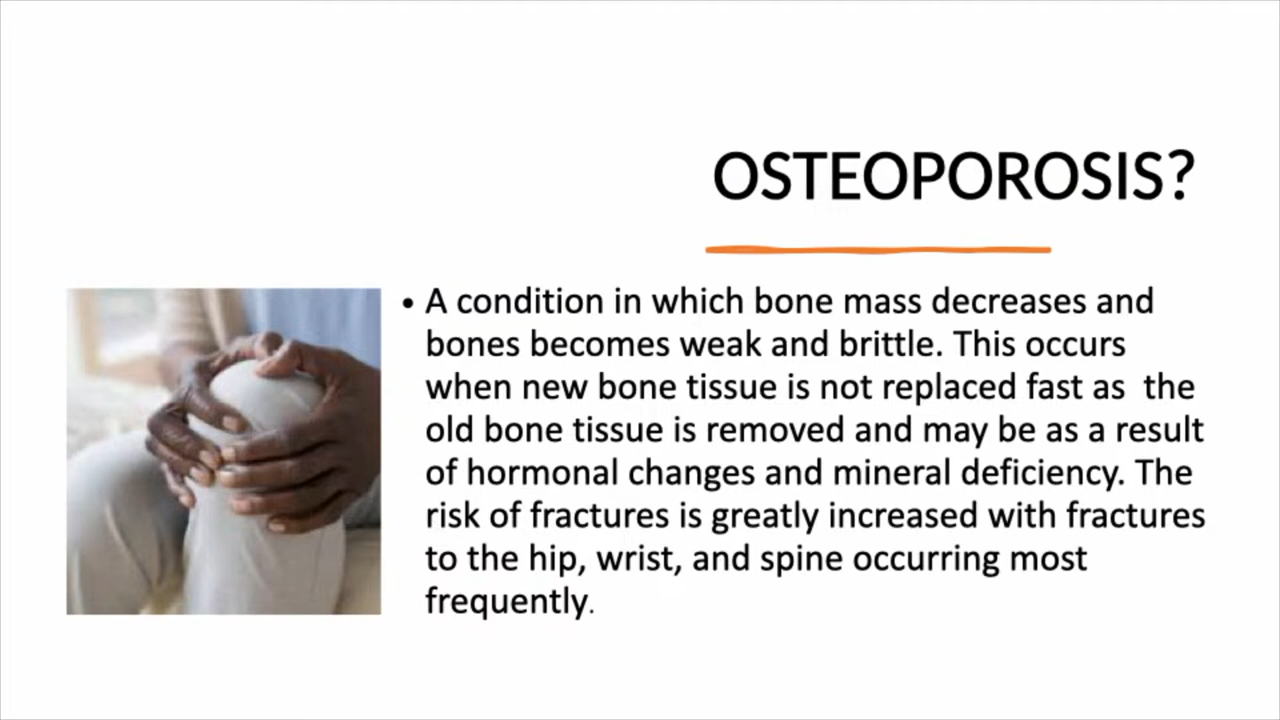 OSTEOPOROSIS?
• A condition in which bone mass decreases and
bones becomes weak and brittle. This occurs
when new bone tissue is not replaced fast as  the
old bone tissue is removed and may be as a result
of hormonal changes and mineral deficiency. The
risk of fractures is greatly increased with fractures
to the hip, wrist, and spine occurring most
frequently.